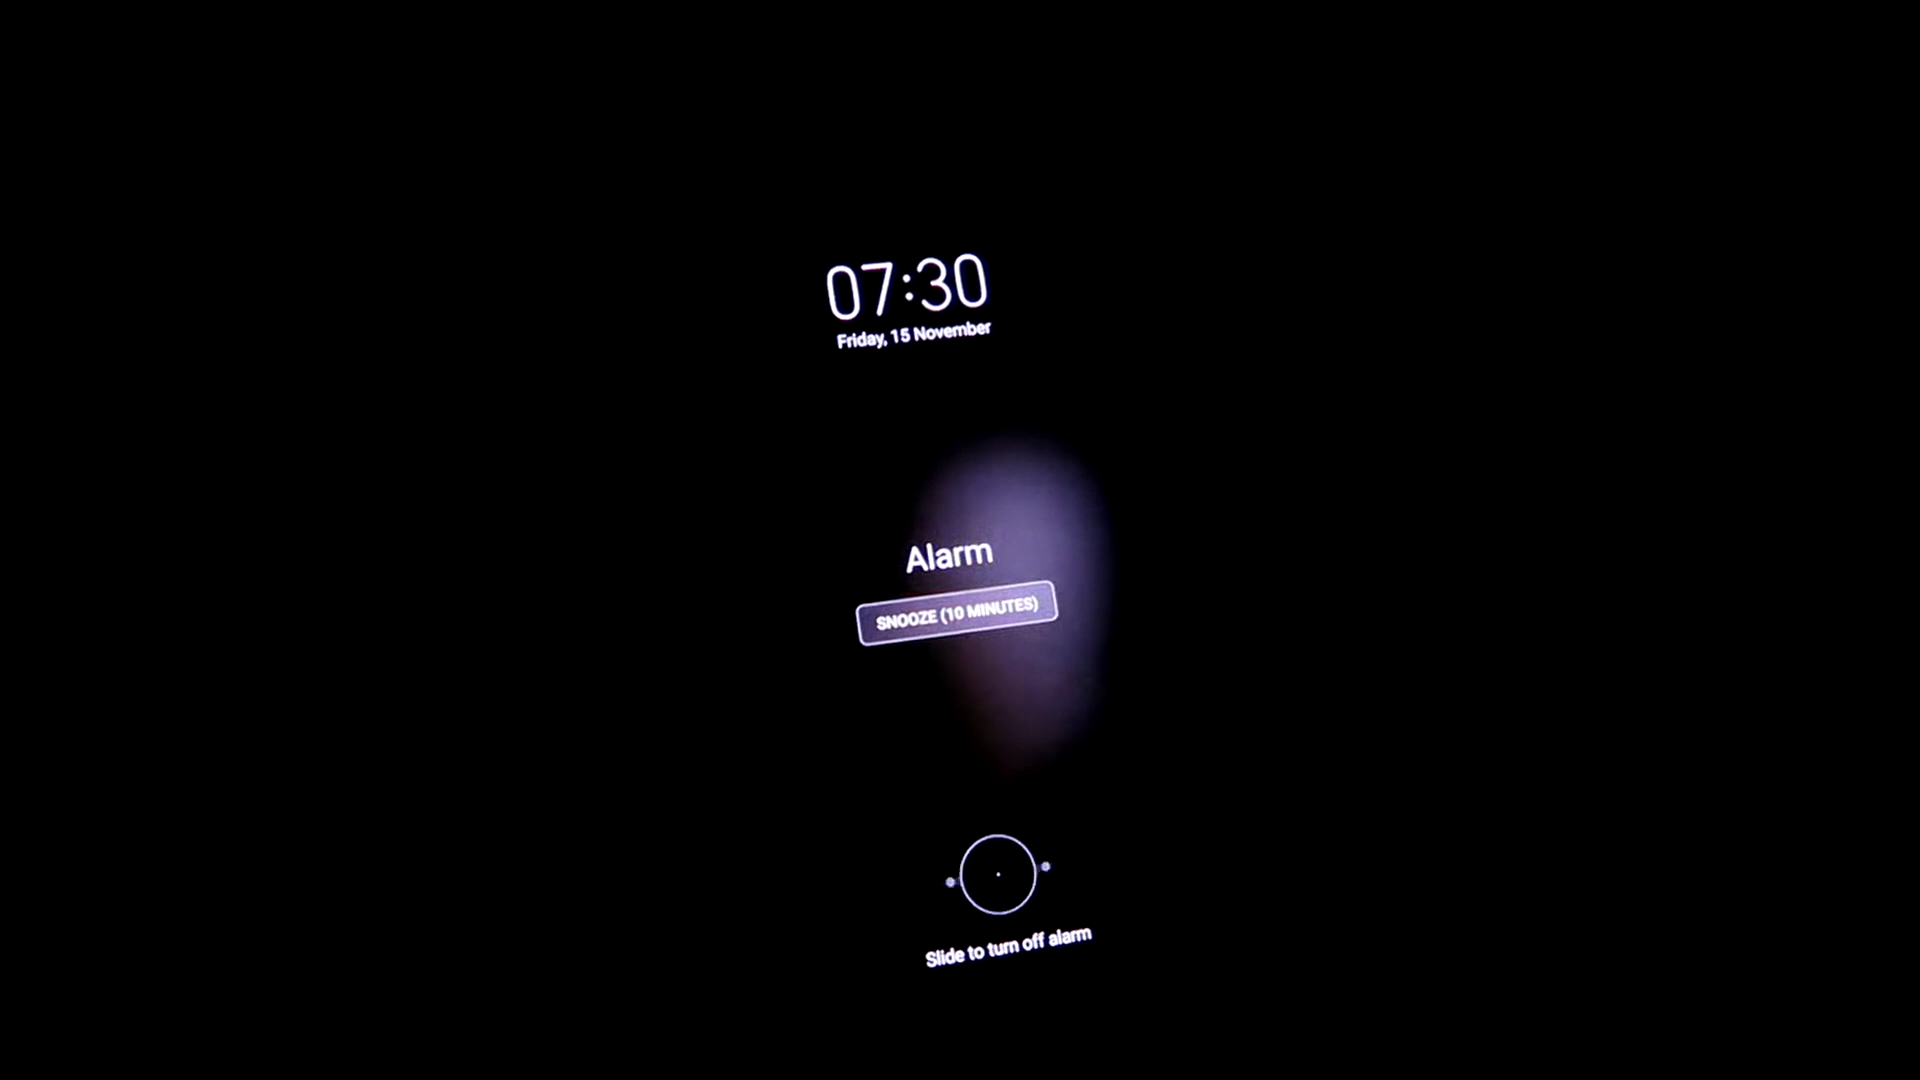 07:30
Friday, 15 November
Alarm
SNOOZE (10 MINUTES)
Slide to turn off alarm